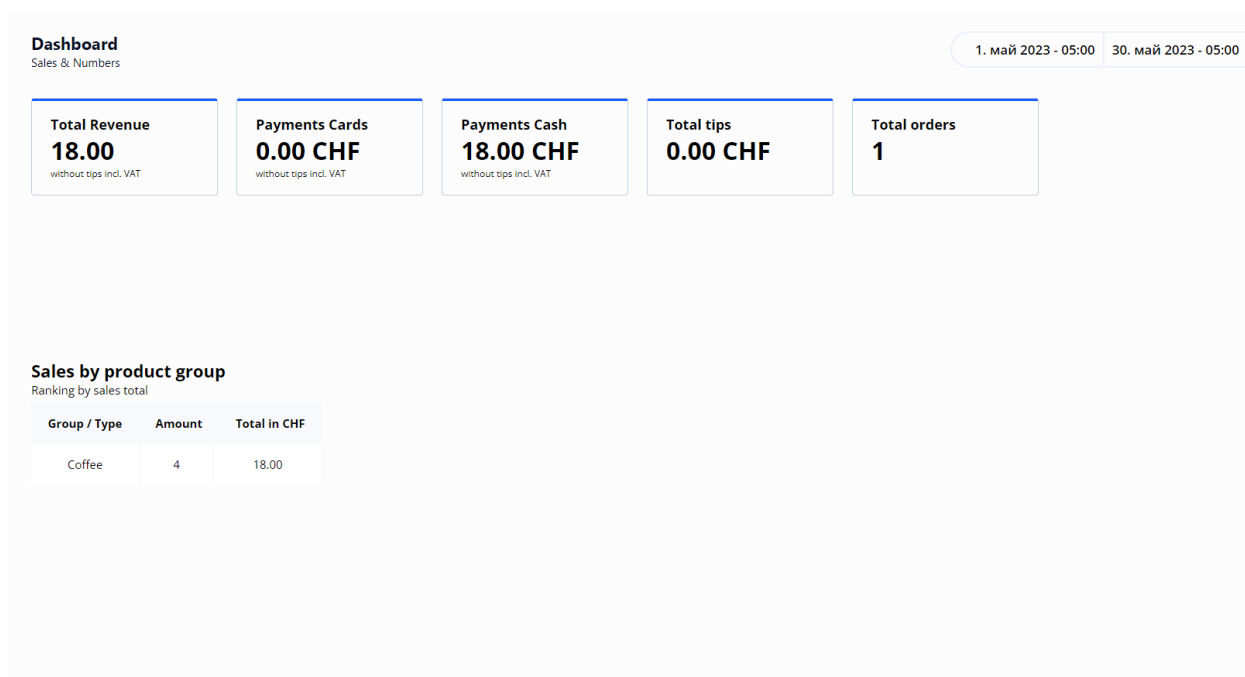 Dashboard
Sales & Numbers
1. май 2023 - 05:00 30. май 2023 - 05:00
Total Revenue
18.00
without tips incl. VAT
Payments Cards
0.00 CHF
without tips incl. VAT
Payments Cash
18.00 CHF
without tips incl. VAT
Total tips
0.00 CHF
Total orders
1
Sales by product group
Ranking by sales total
Group / Type Amount Total in CHF
Coffee 4 18.00